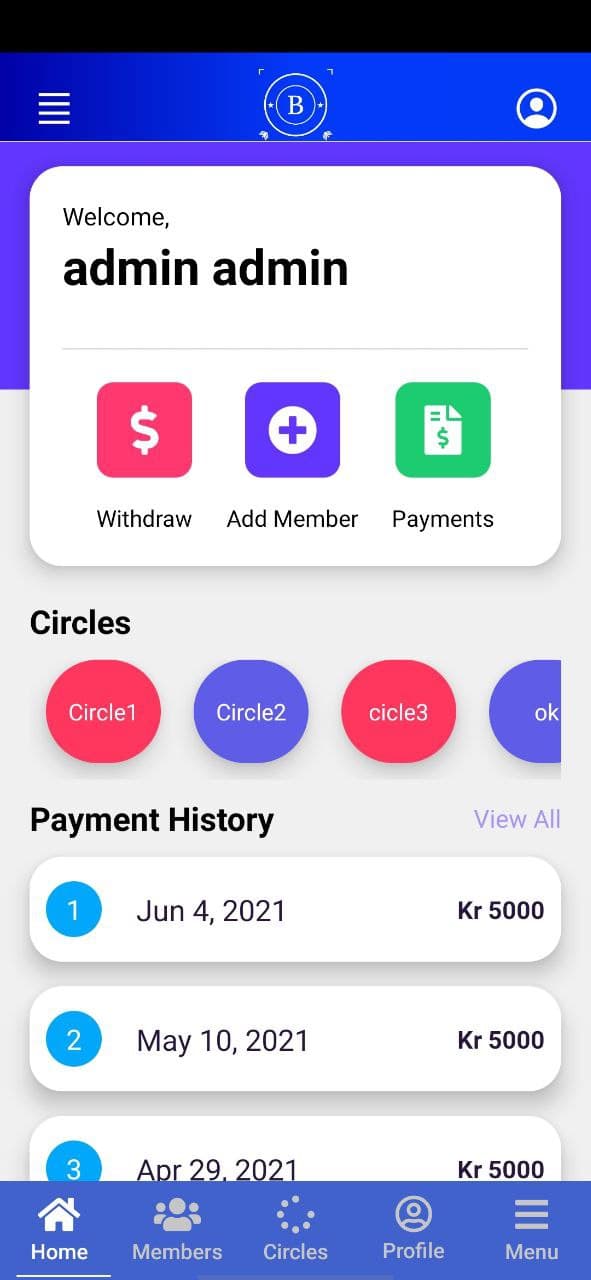 B
Welcome,
admin admin
$ $
Withdraw Add Member Payments
Circles
Circle1 Circle2 cicle3 ok
Payment History View All
1 Jun 4, 2021 Kr 5000
2 May 10, 2021 Kr 5000
3 Apr 29, 2021 Kr 5000
Home Members Circles Profile Menu